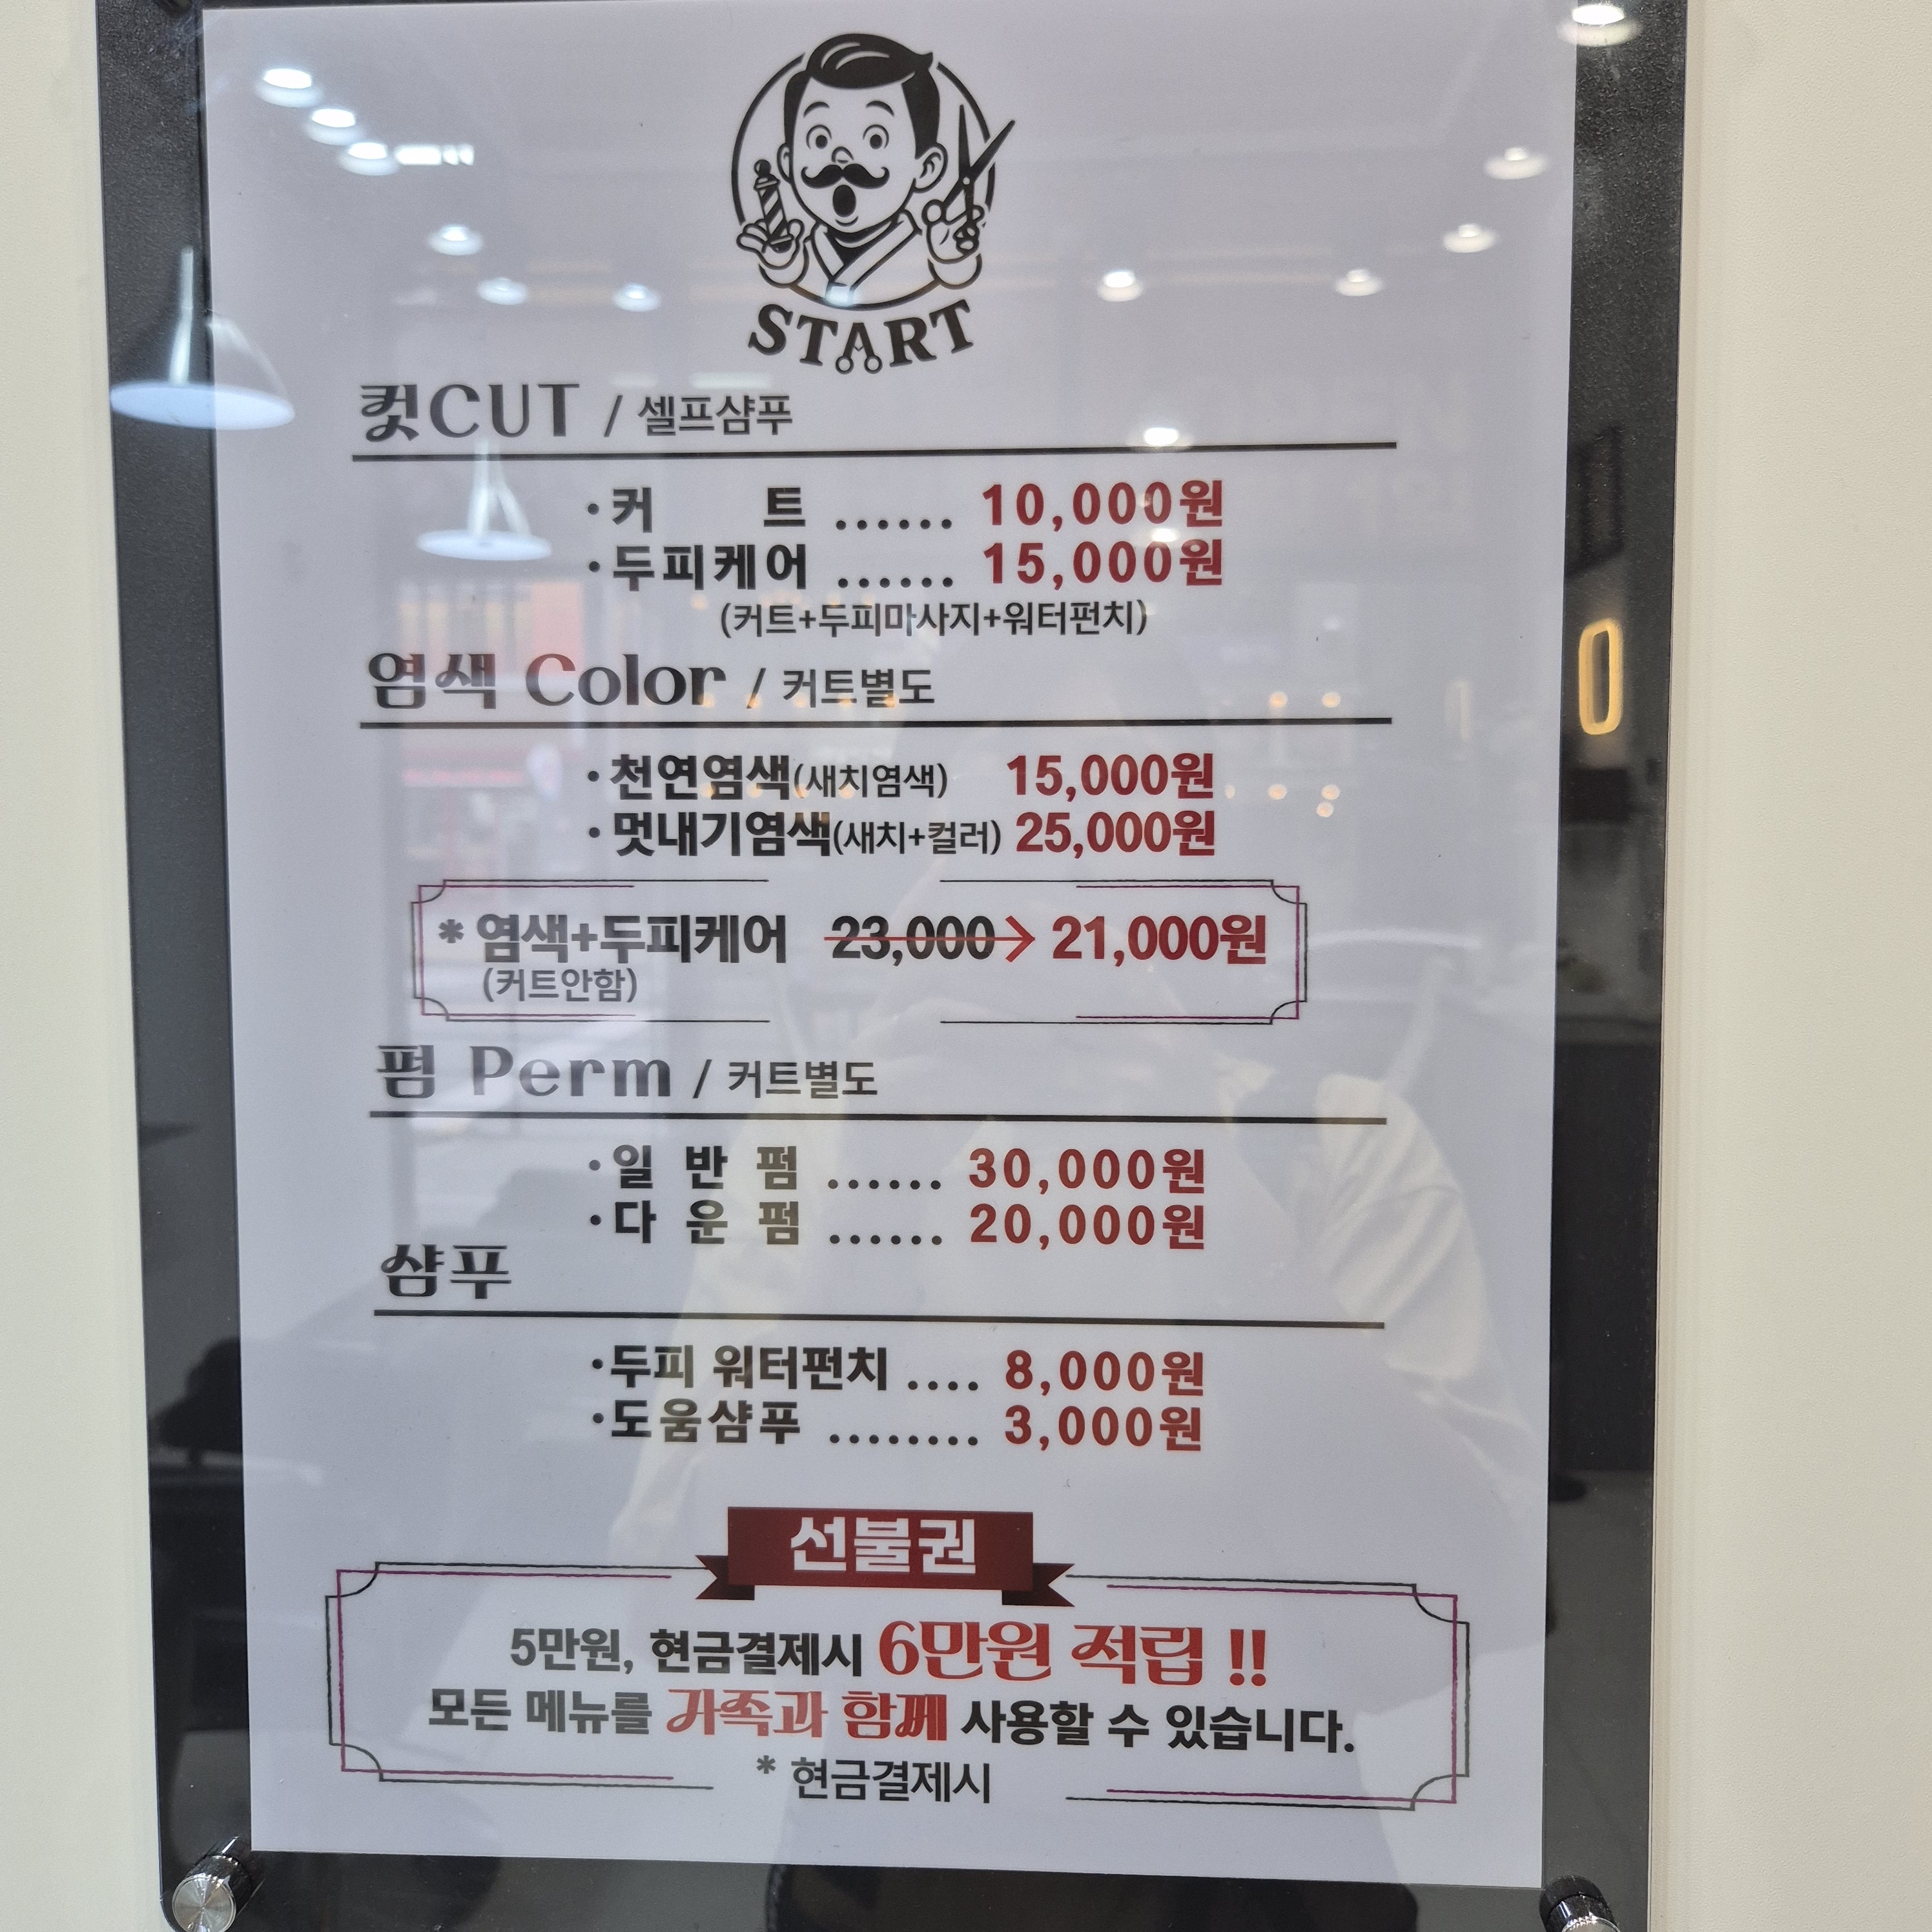 START
컷CUT / 셀프샴푸
·커 트 ...... 10,000원
·두피케어 ...... 15,000원
(커트+두피마사지+워터펀치)
염색 Color / 커트별도
·천연염색(새치염색) 15,000원
·멋내기염색(새치+컬러) 25,000원
* 염색+두피케어 23,000→21,000원
(커트안함)
펌 Perm / 커트별도
·일 반 펌 ...... 30,000원
·다 운 펌 ...... 20,000원
샴푸
·두피 워터펀치 .... 8,000원
·도움샴푸 ........ 3,000원
선불권
5만원, 현금결제시 6만원 적립 !!
모든 메뉴를 가족과 함께 사용할 수 있습니다.
* 현금결제시